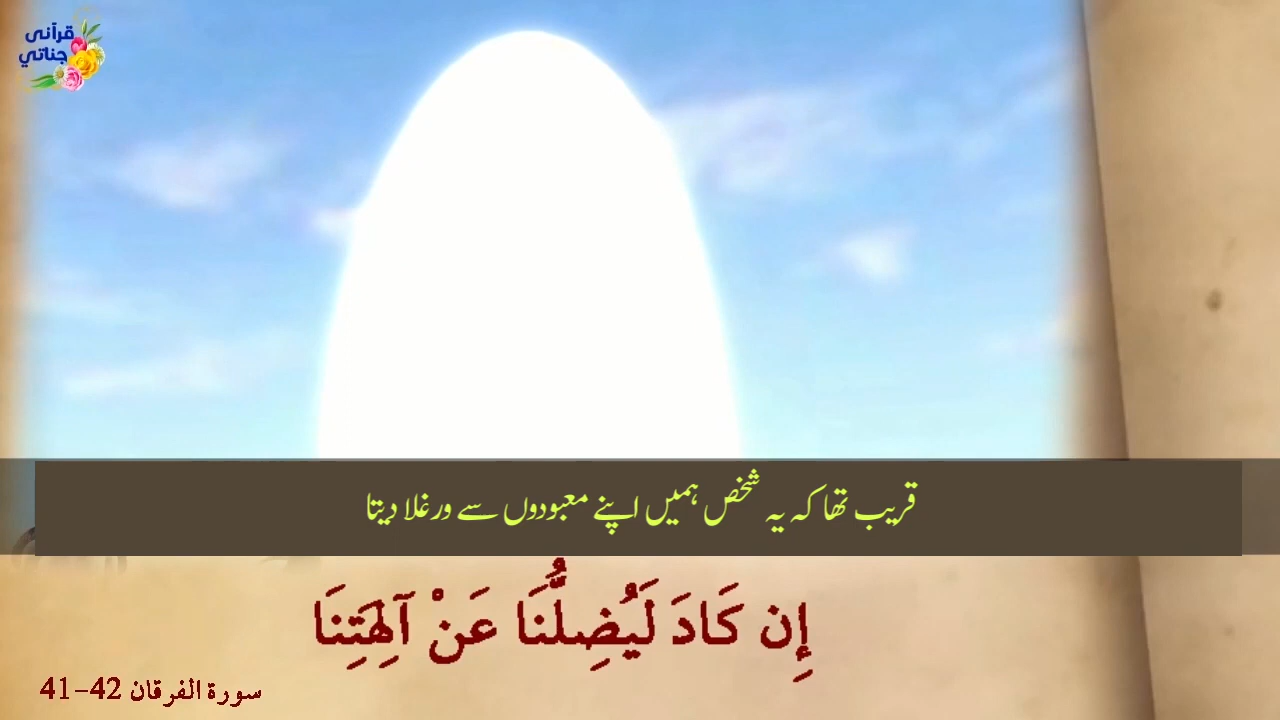 قرآنی
جناتي
قریب تھا کہ یہ شخص ہمیں اپنے معبودوں سے ورغلا دیتا
إِن كَادَ لَيُضِلُّنَا عَنْ آلِهَتِنَا
سورة الفرقان 42-41